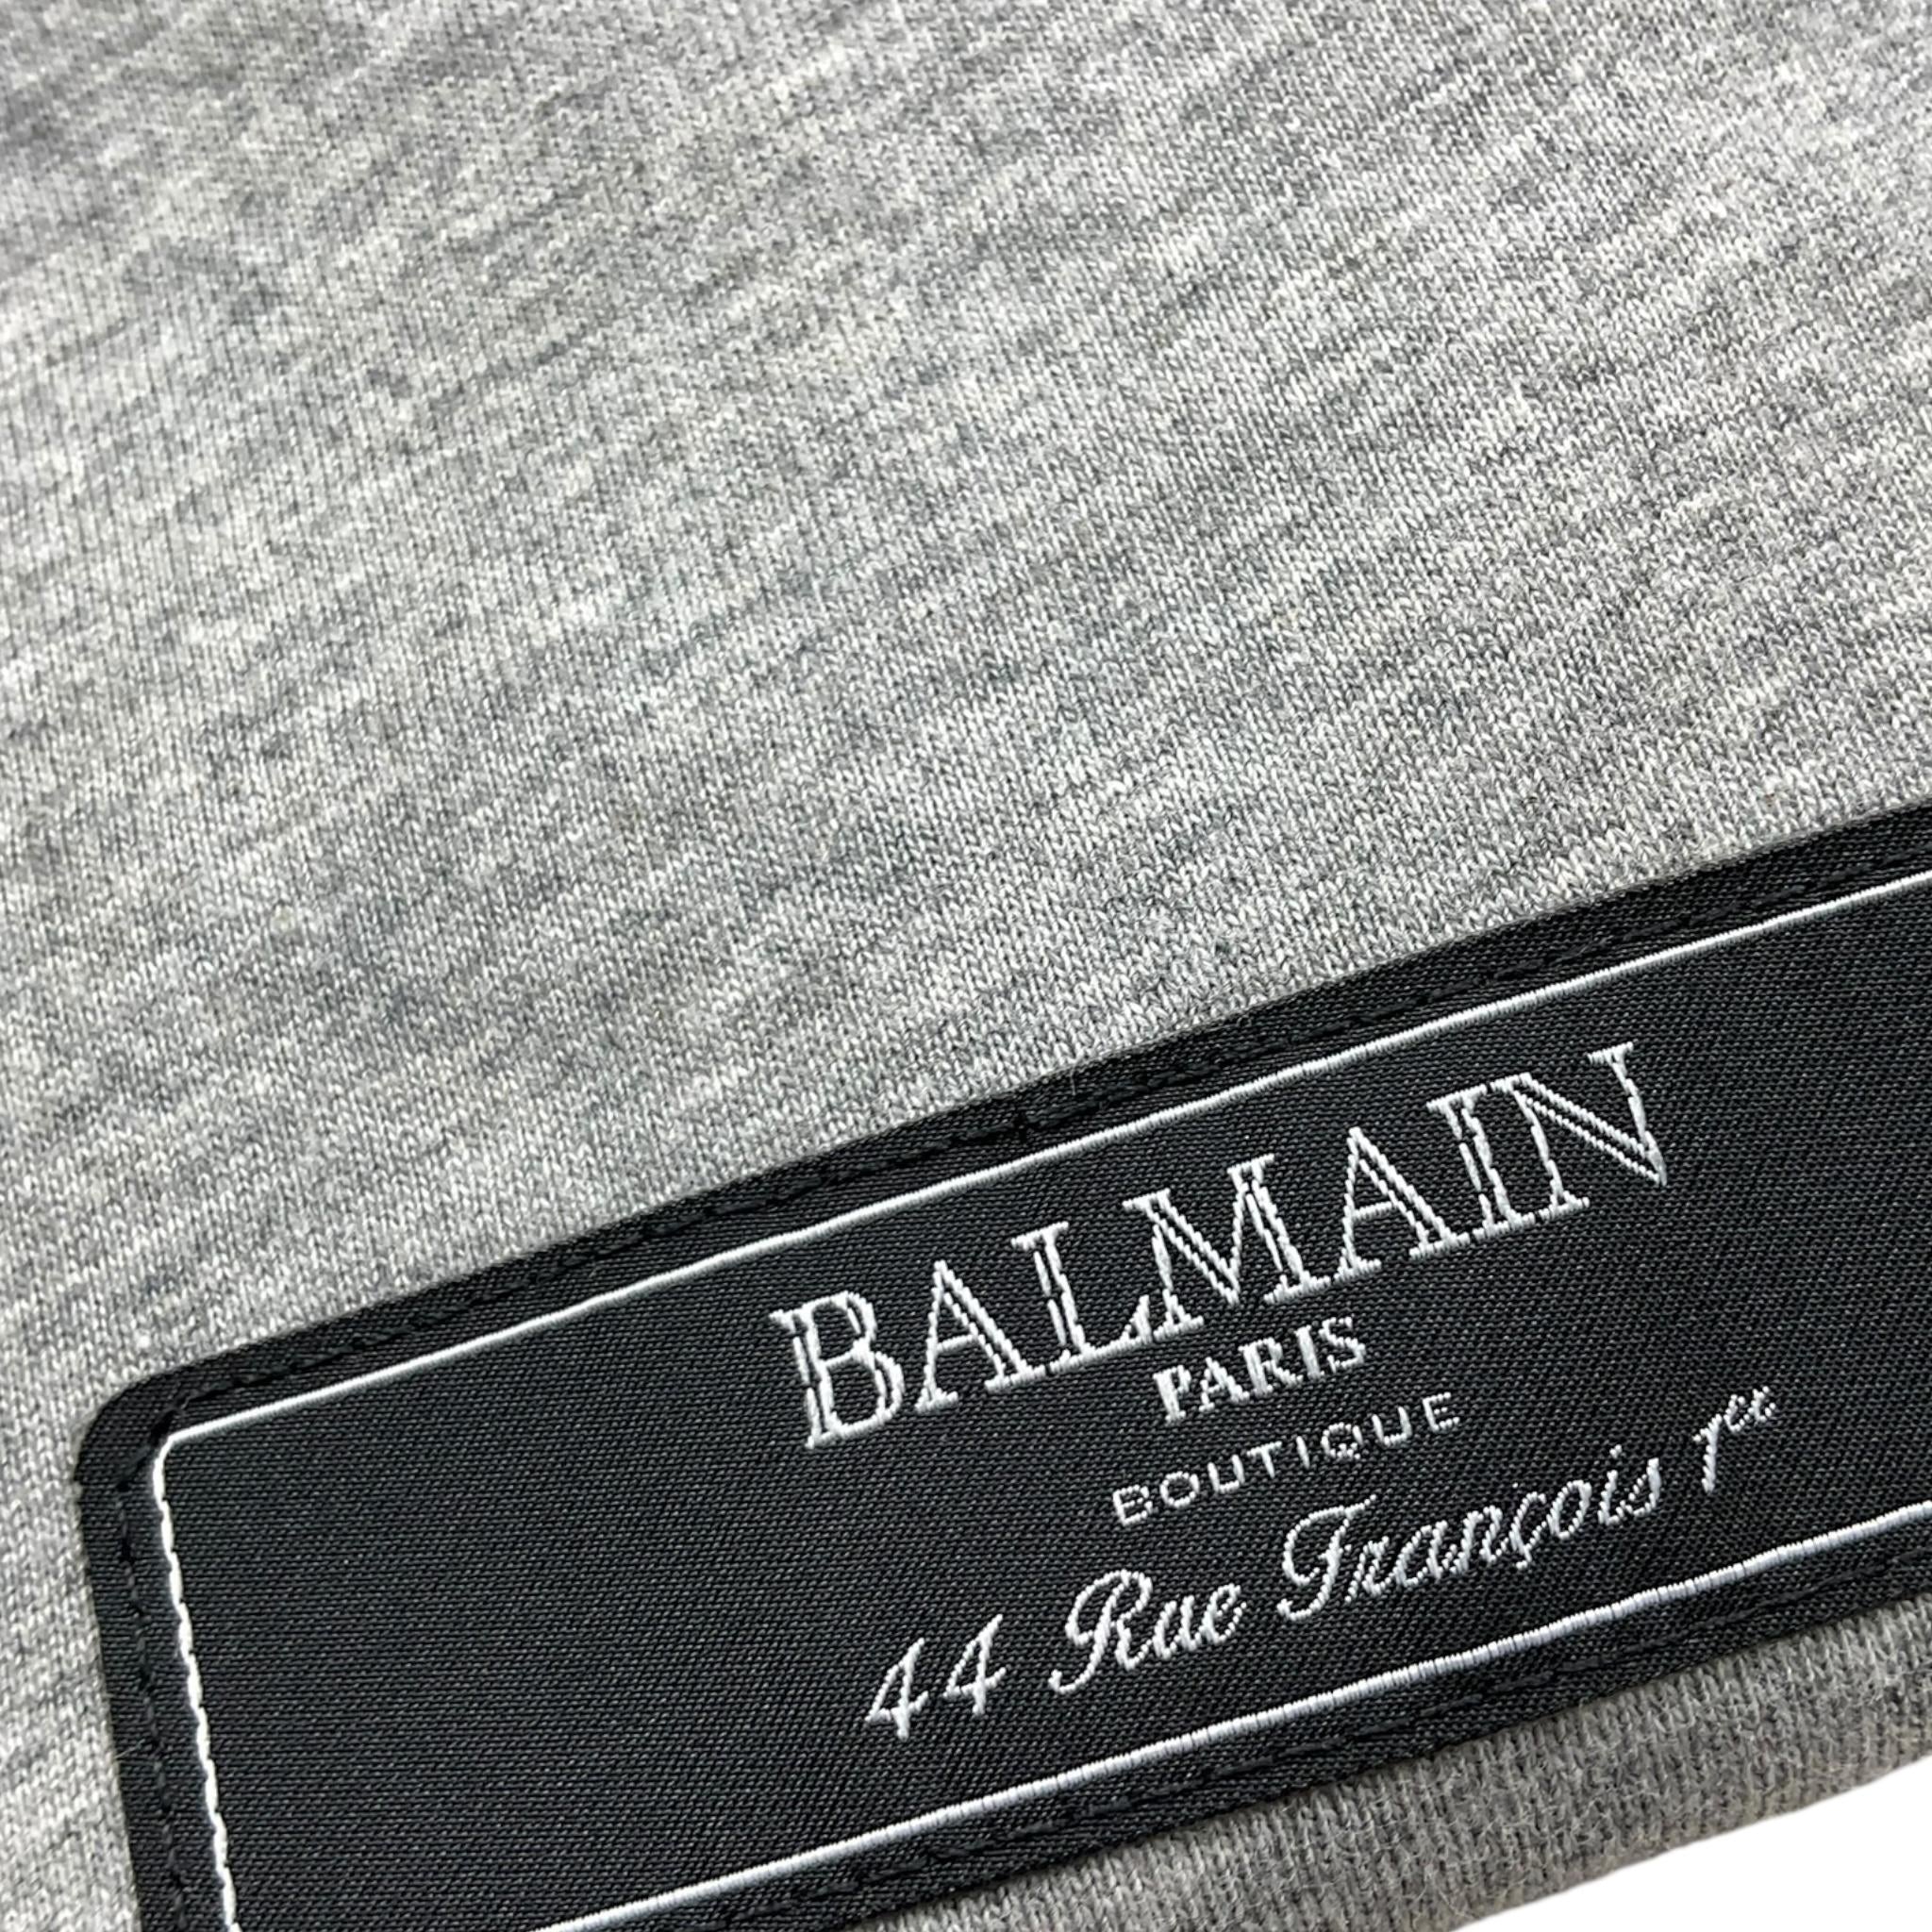 BALMAIN
PARIS
BOUTIQUE
44 Rue François 1er